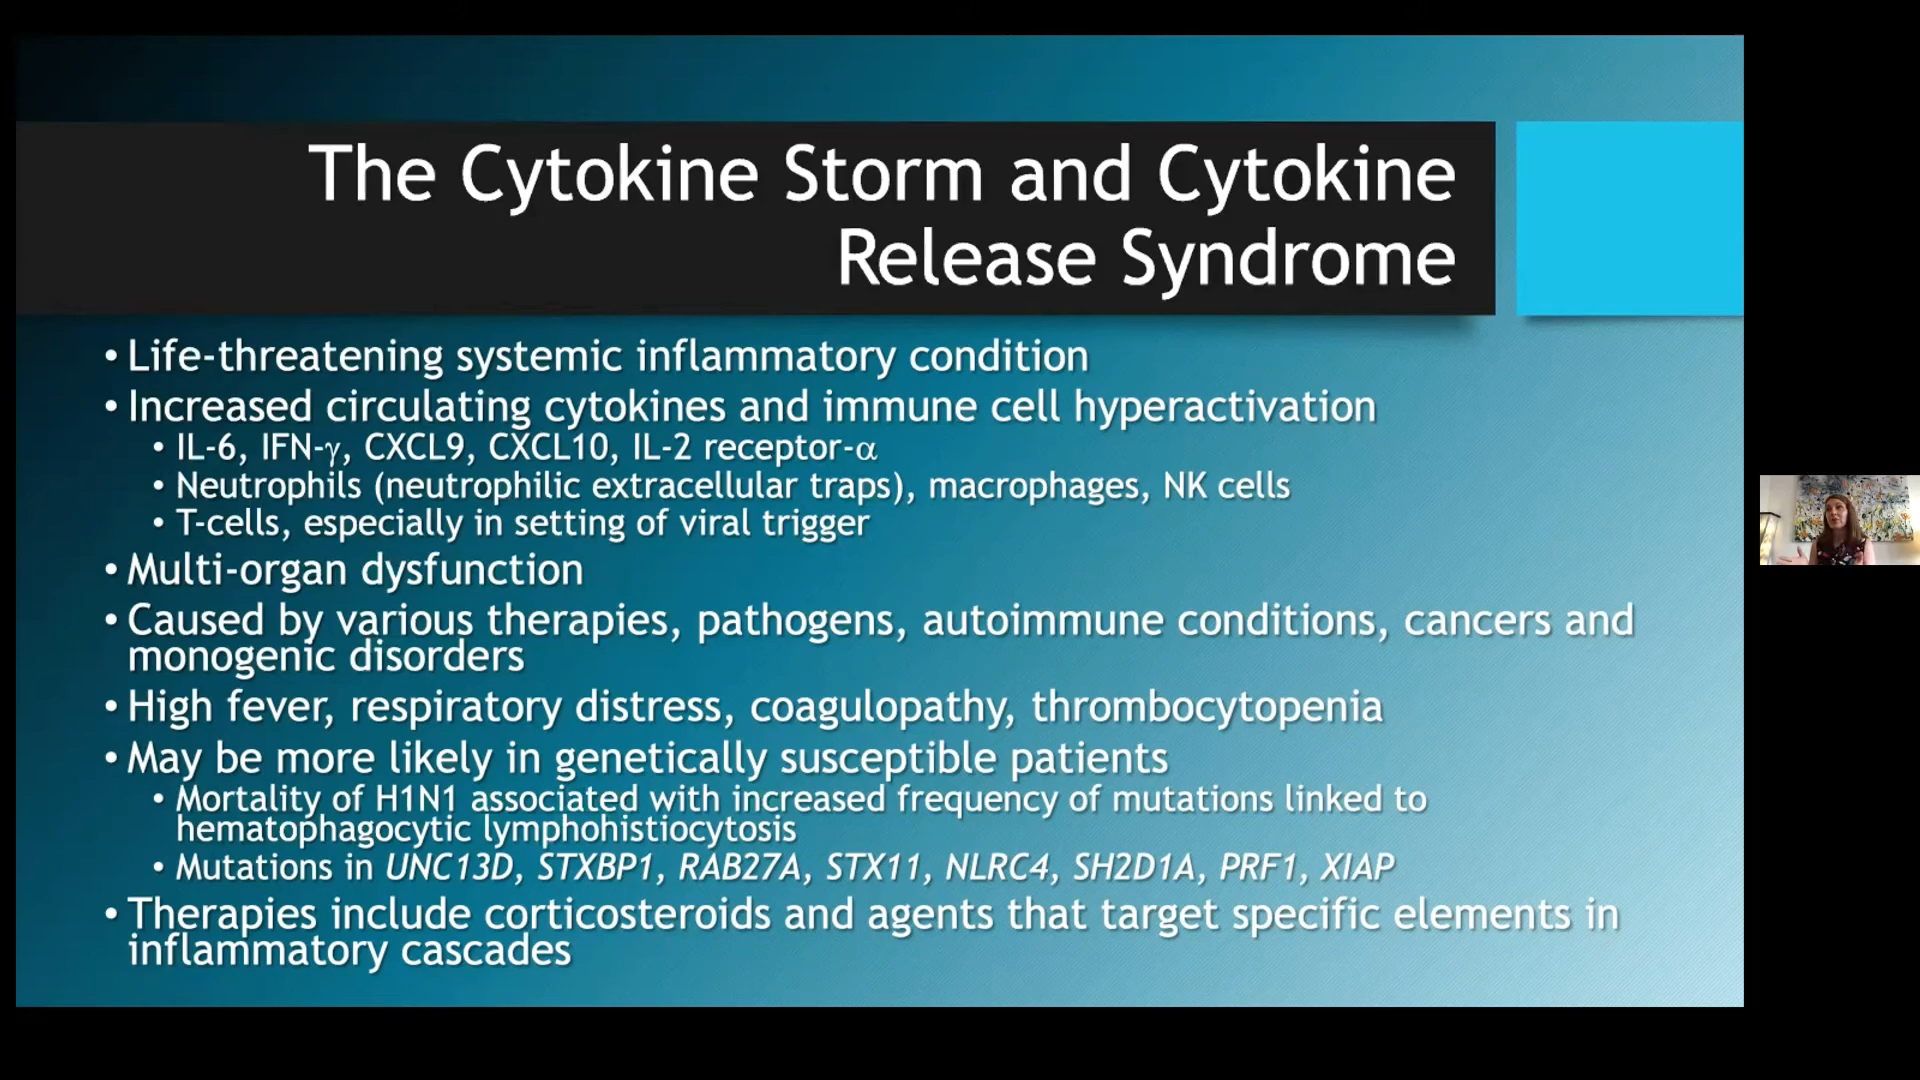 The Cytokine Storm and Cytokine
Release Syndrome
• Life-threatening systemic inflammatory condition
• Increased circulating cytokines and immune cell hyperactivation
• IL-6, IFN-γ, CXCL9, CXCL10, IL-2 receptor-α
• Neutrophils (neutrophilic extracellular traps), macrophages, NK cells
• T-cells, especially in setting of viral trigger
• Multi-organ dysfunction
• Caused by various therapies, pathogens, autoimmune conditions, cancers and
monogenic disorders
• High fever, respiratory distress, coagulopathy, thrombocytopenia
• May be more likely in genetically susceptible patients
• Mortality of H1N1 associated with increased frequency of mutations linked to
hematophagocytic lymphohistiocytosis
• Mutations in UNC13D, STXBP1, RAB27A, STX11, NLRC4, SH2D1A, PRF1, XIAP
• Therapies include corticosteroids and agents that target specific elements in
inflammatory cascades